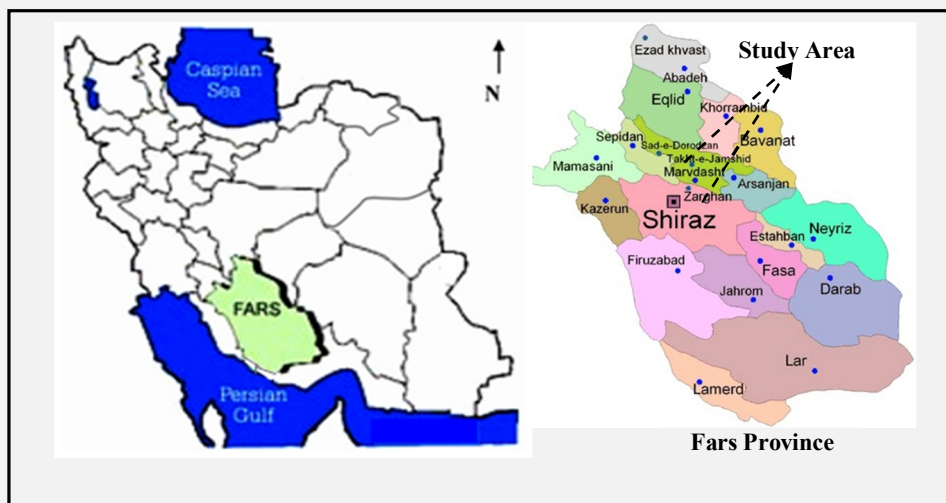 Caspian
Sea
N
FARS
Persian
Gulf
Study Area
Ezad khvast
Abadeh
Eqlid
Khorrambid
Bavanat
Sepidan
Sad-e-Dorodzan
Takht-e-Jamshid
Mamasani
Marvdasht
Arsanjan
Zarghan
Kazerun
Shiraz
Neyriz
Estahban
Firuzabad
Fasa
Darab
Jahrom
Lar
Lamerd
Fars Province